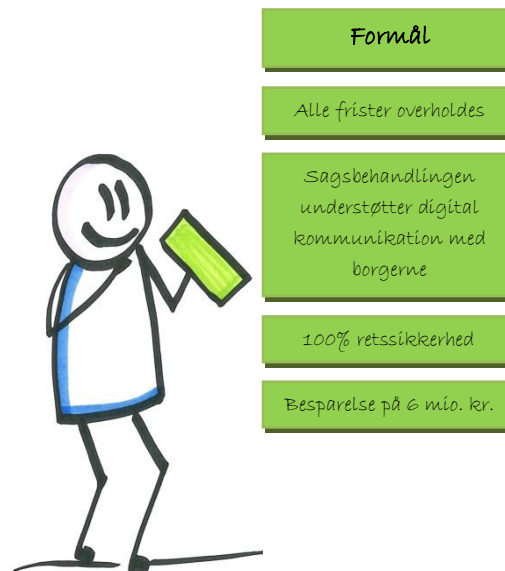 Formål
Alle frister overholdes
Sagsbehandlingen
understøtter digital
kommunikation med
borgerne
100% retssikkerhed
Besparelse på 6 mio. kr.